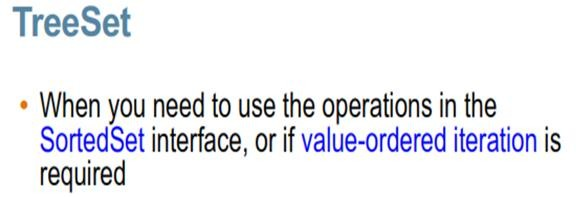 TreeSet
• When you need to use the operations in the
SortedSet interface, or if value-ordered iteration is
required